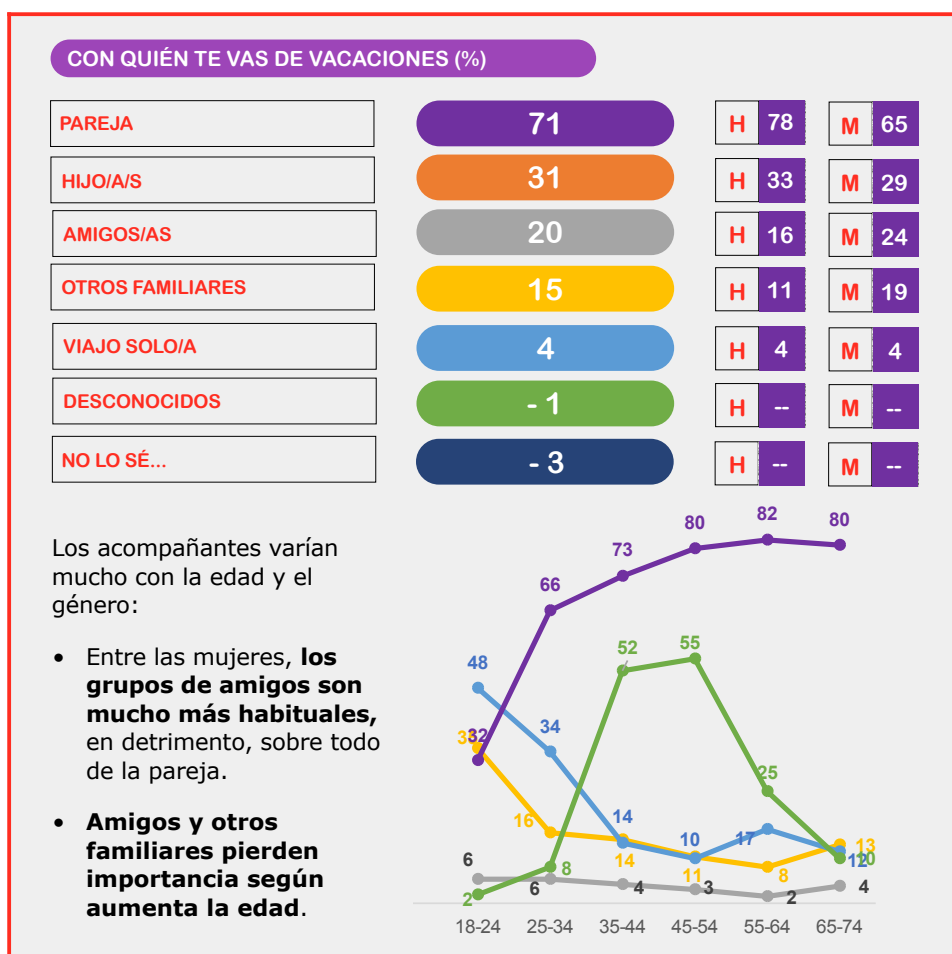 CON QUIÉN TE VAS DE VACACIONES (%)
PAREJA 71 H 78 M 65
HIJO/A/S 31 H 33 M 29
AMIGOS/AS 20 H 16 M 24
OTROS FAMILIARES 15 H 11 M 19
VIAJO SOLO/A 4 H 4 M 4
DESCONOCIDOS - 1 H -- M --
NO LO SÉ... - 3 H -- M --
Los acompañantes varían
mucho con la edad y el
género:
• Entre las mujeres, los
grupos de amigos son
mucho más habituales,
en detrimento, sobre todo
de la pareja.
• Amigos y otros
familiares pierden
importancia según
aumenta la edad.
32 66 73 80 82 80
48 34 14 10 17 12
16 14 11 8 13
2 8 52 55 25 10
6 6 4 3 2 4
18-24 25-34 35-44 45-54 55-64 65-74